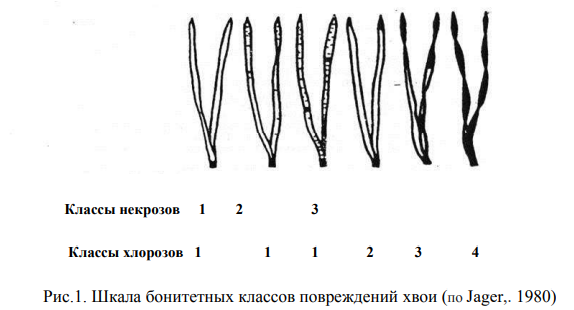 Классы некрозов 1 2 3
Классы хлорозов 1 1 1 2 3 4
Рис.1. Шкала бонитетных классов повреждений хвои (по Jager,. 1980)